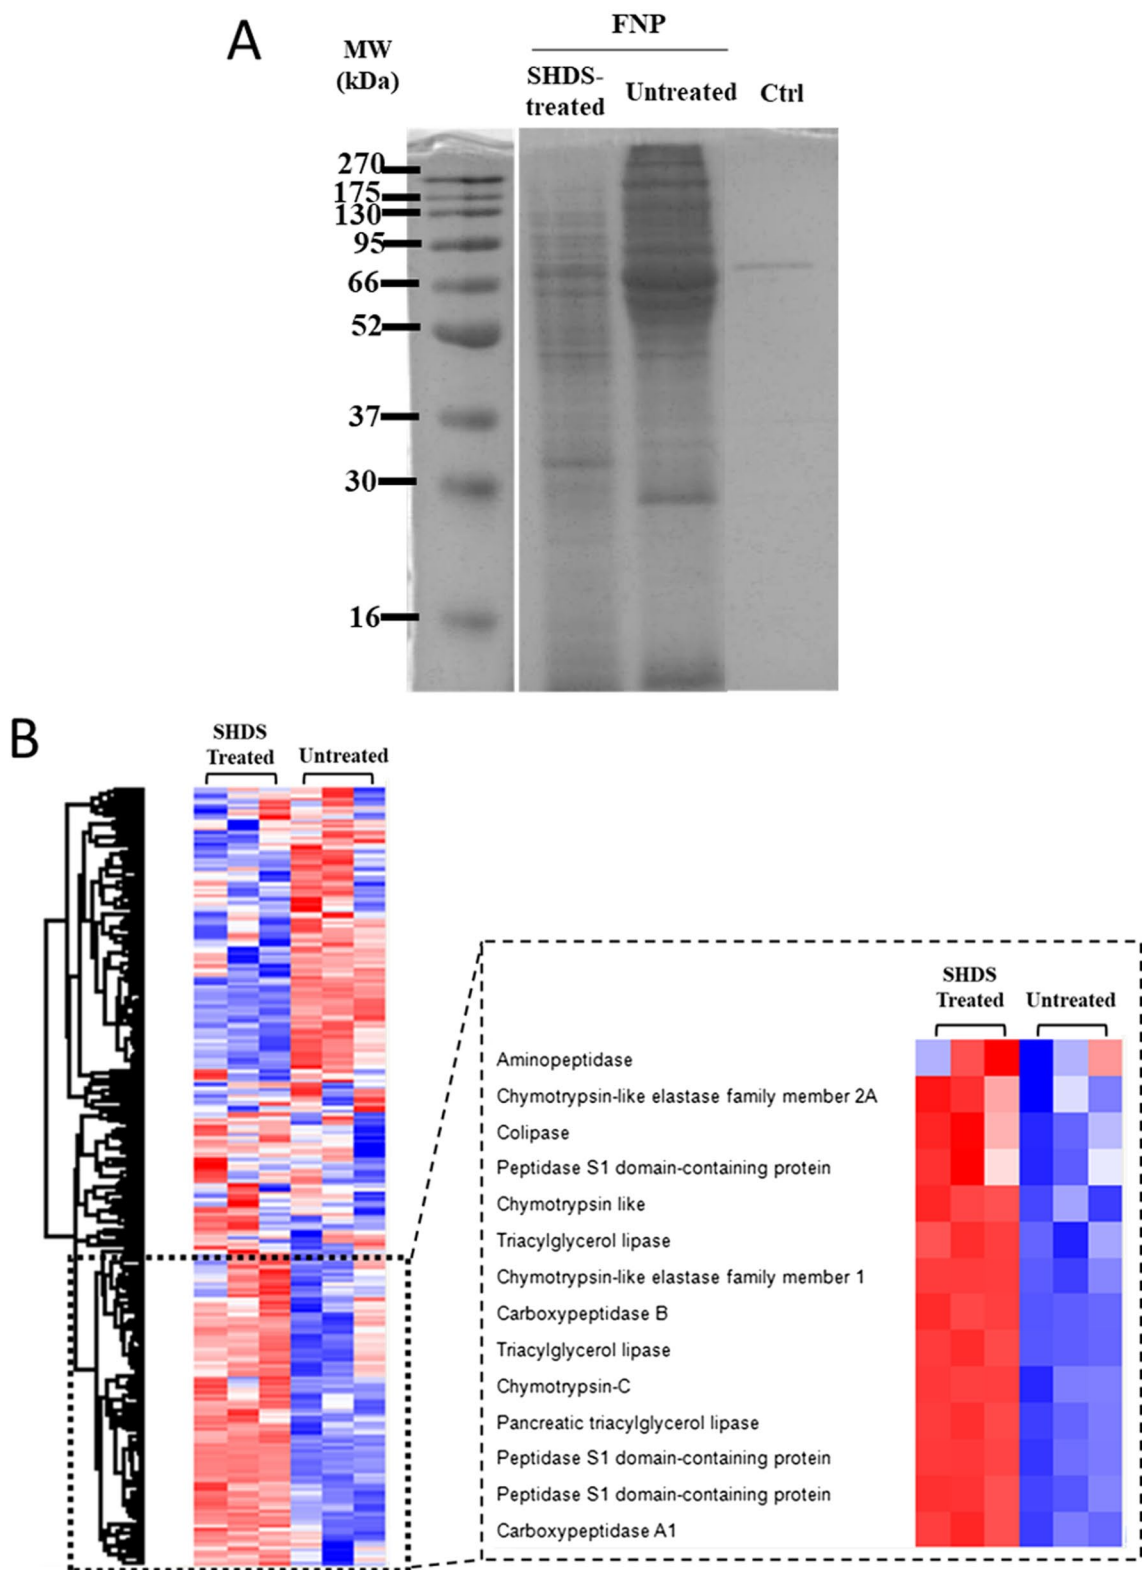 A
MW
(kDa)
FNP
SHDS-
treated
Untreated
Ctrl
270
175
130
95
66
52
37
30
16
B
SHDS
Treated
Untreated
SHDS
Treated
Untreated
Aminopeptidase
Chymotrypsin-like elastase family member 2A
Colipase
Peptidase S1 domain-containing protein
Chymotrypsin like
Triacylglycerol lipase
Chymotrypsin-like elastase family member 1
Carboxypeptidase B
Triacylglycerol lipase
Chymotrypsin-C
Pancreatic triacylglycerol lipase
Peptidase S1 domain-containing protein
Peptidase S1 domain-containing protein
Carboxypeptidase A1